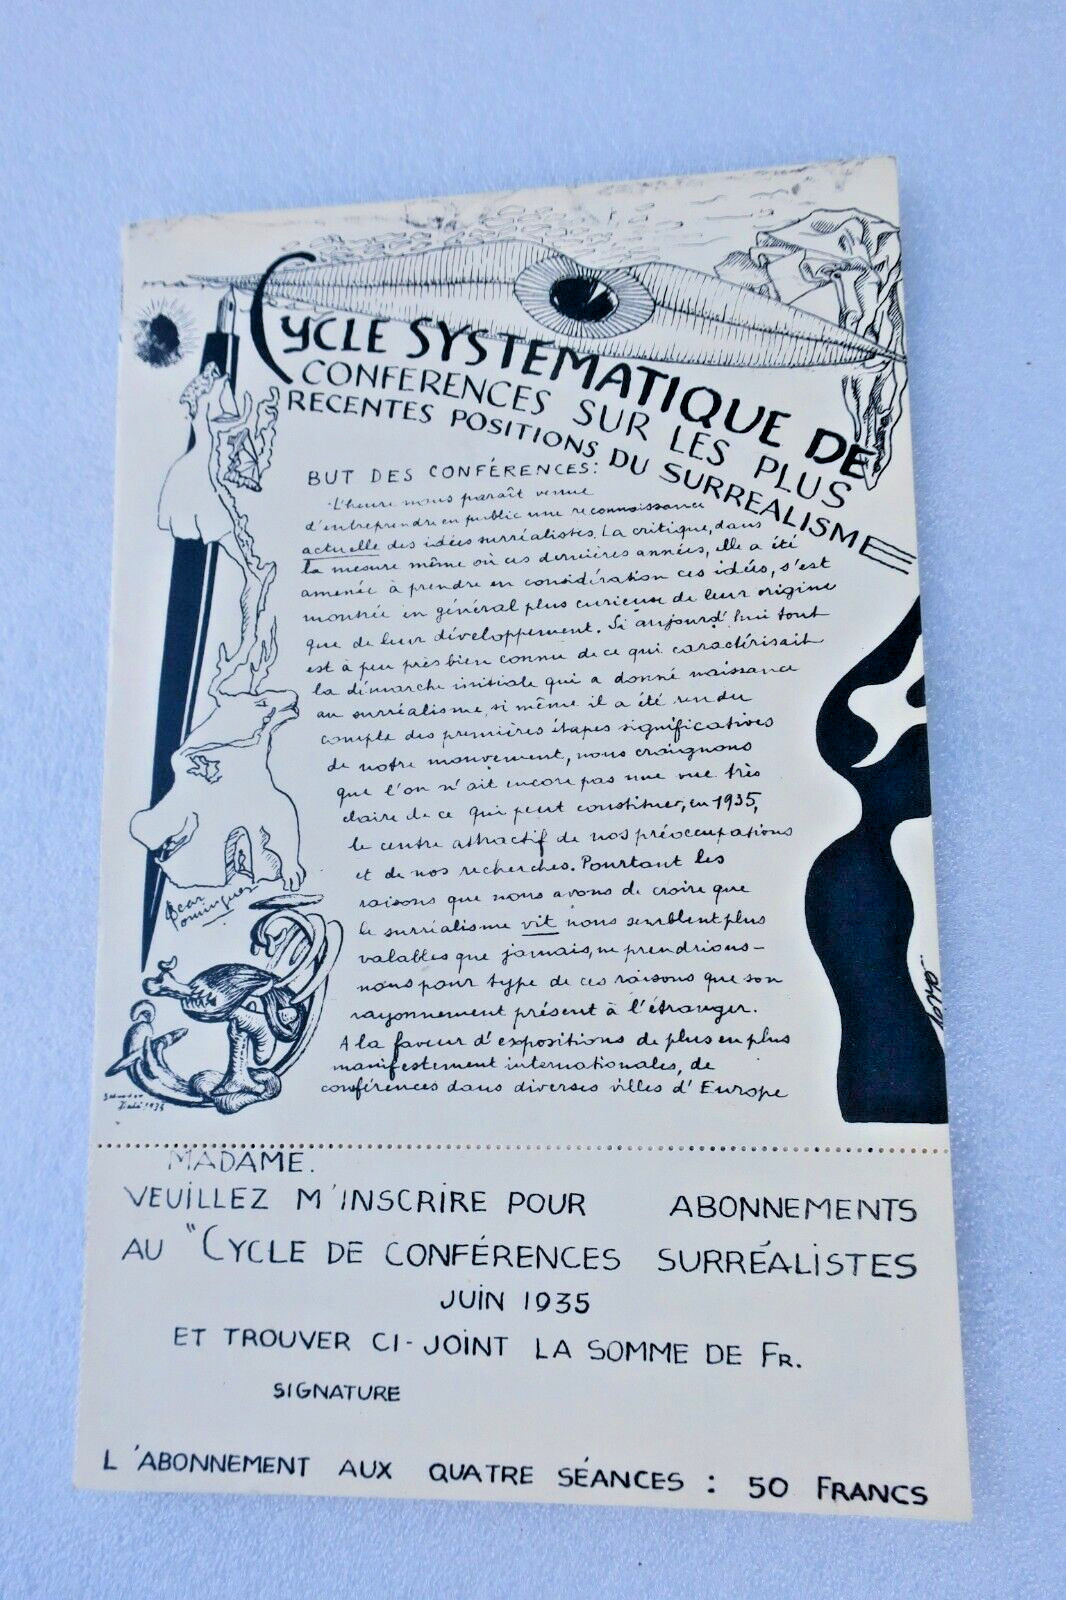 CYCLE SYSTEMATIQUE DE
CONFERENCES SUR LES PLUS
RECENTES POSITIONS DU SURREALISME
BUT DES CONFÉRENCES:
L'heure nous paraît venue
d'entreprendre en public une reconnaissance
actuelle des idées surréalistes. La critique, dans
la mesure même où ces dernières années, elle a été
amenée à prendre en considération ces idées, s'est
montrée en général plus curieuse de leur origine
que de leur développement. Si aujourd'hui tout
est à peu près bien connu de ce qui caractérisait
la démarche initiale qui a donné naissance
au surréalisme, si même il a été rendu
compte des premières étapes significatives
de notre mouvement, nous craignons
que l'on n'ait encore pas une vue très
claire de ce qui peut constituer, en 1935,
le centre attractif de nos préoccupations
et de nos recherches. Pourtant les
raisons que nous avons de croire que
le surréalisme vit nous semblent plus
valables que jamais, ne prendrions-
nous pour type de ces raisons que son
rayonnement présent à l'étranger.
A la faveur d'expositions de plus en plus
manifestement internationales, de
conférences dans diverses villes d'Europe
Oscar
Dominguez
Salvador
Dali 1934
MADAME.
VEUILLEZ M'INSCRIRE POUR ABONNEMENTS
AU "CYCLE DE CONFÉRENCES SURRÉALISTES
JUIN 1935
ET TROUVER CI-JOINT LA SOMME DE FR.
SIGNATURE
L'ABONNEMENT AUX QUATRE SÉANCES : 50 FRANCS